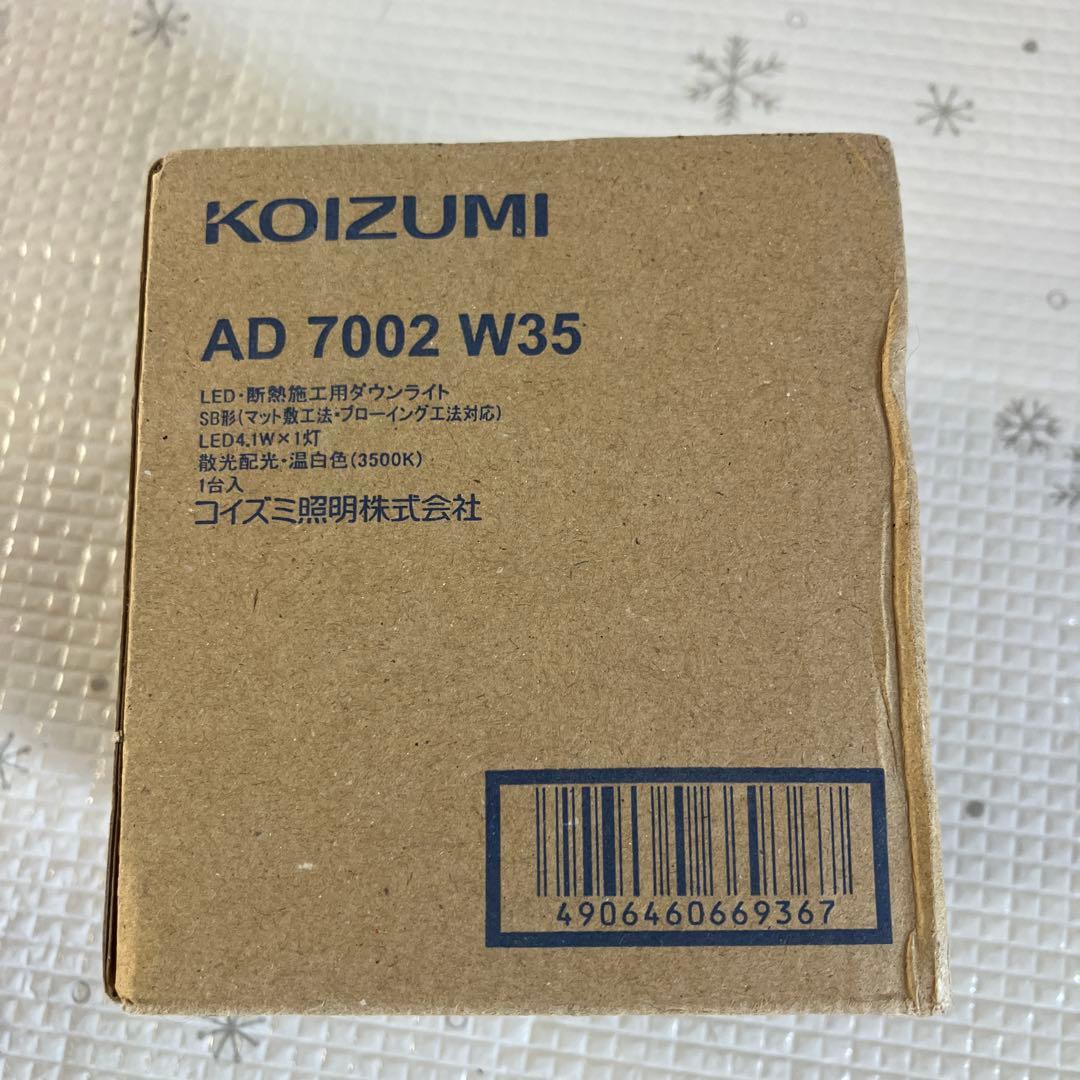 KOIZUMI
AD 7002 W35
LED・断熱施工用ダウンライト
SB形(マット敷工法・ブローイング工法対応)
LED4.1W×1灯
散光配光・温白色(3500K)
1台入
コイズミ照明株式会社
4906460669367